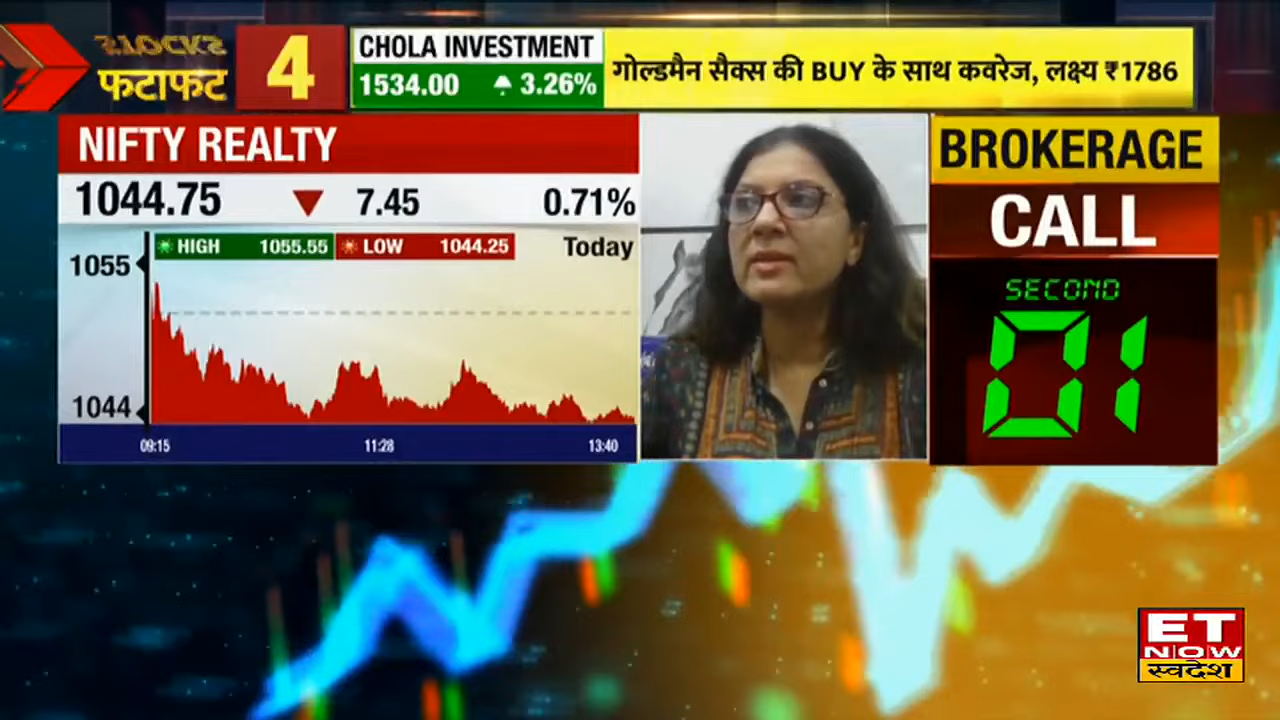 STOCKS
फटाफट
4
CHOLA INVESTMENT
1534.00 3.26%
गोल्डमैन सैक्स की BUY के साथ कवरेज, लक्ष्य ₹1786
NIFTY REALTY
1044.75 7.45 0.71%
HIGH 1055.55 LOW 1044.25 Today
1055
1044
09:15 11:28 13:40
BROKERAGE
CALL
SECOND
01
ET
NOW
स्वदेश